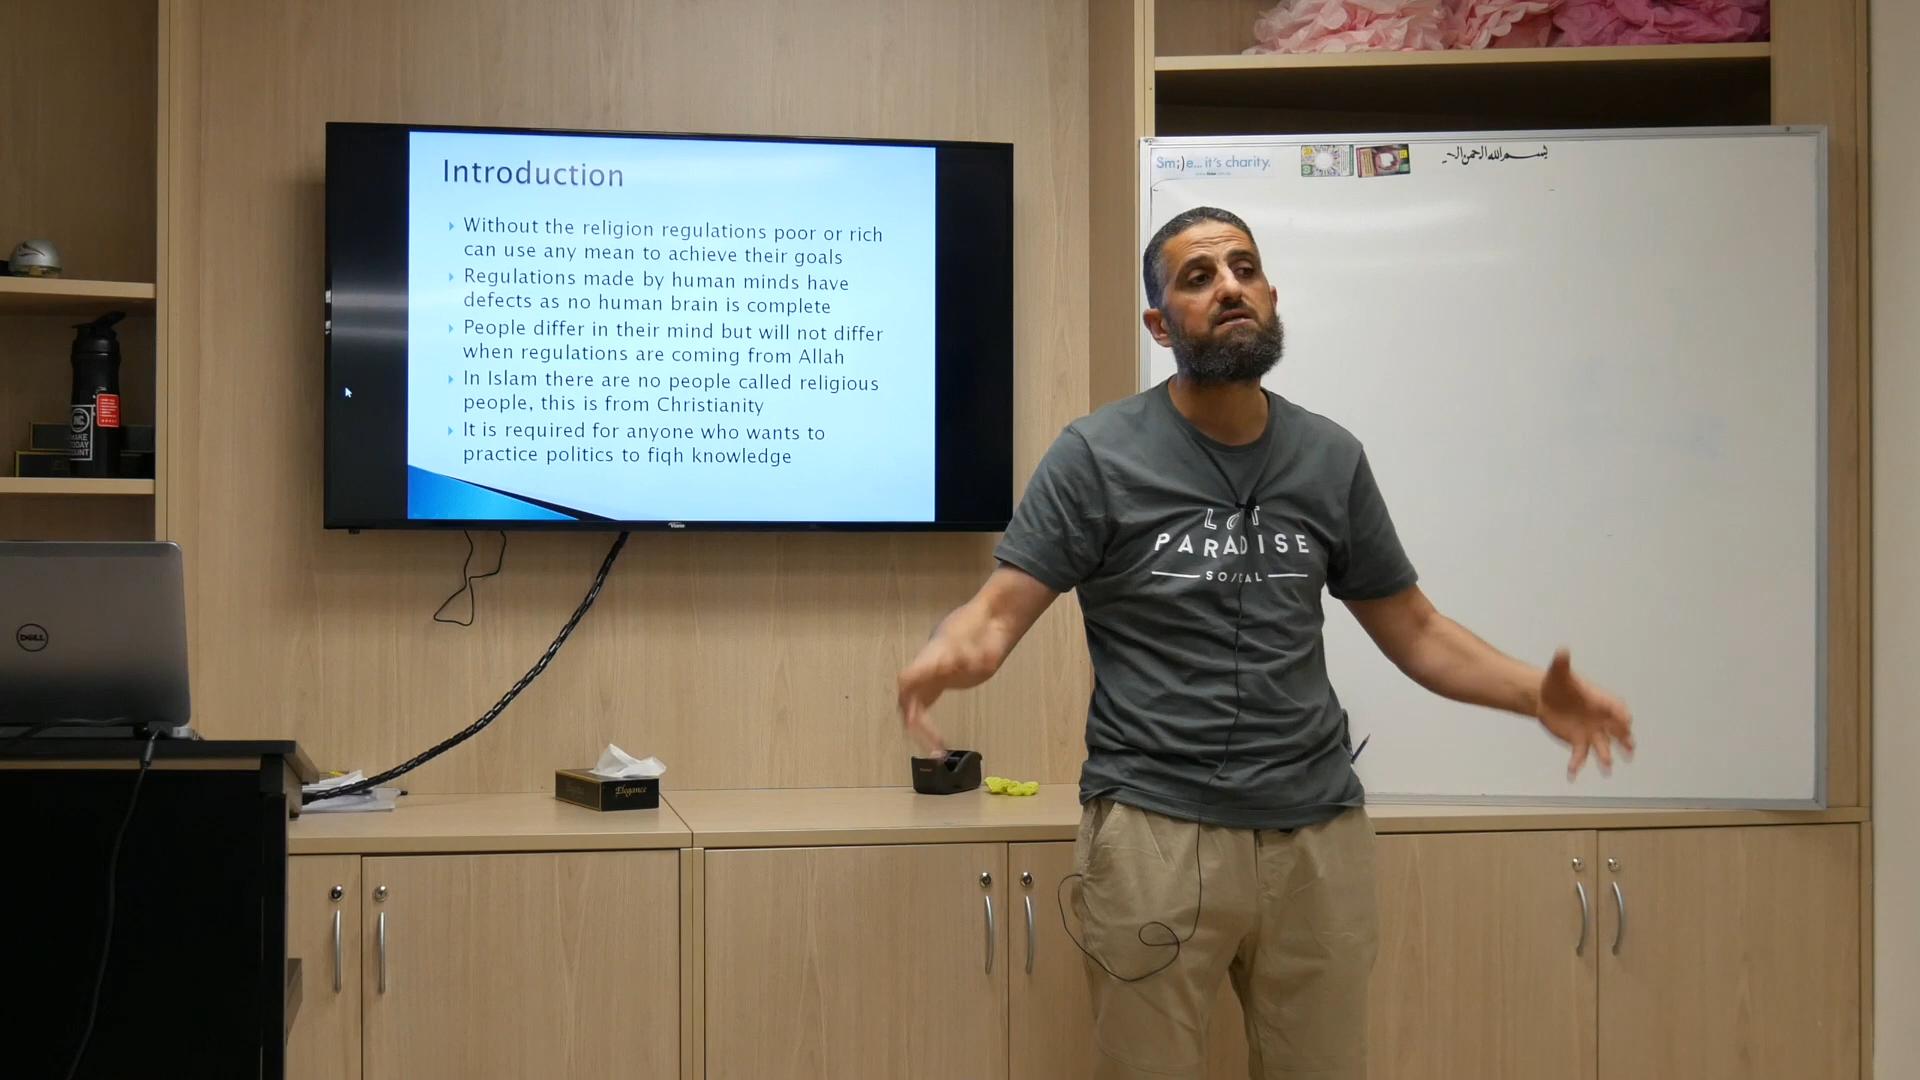 Introduction
Without the religion regulations poor or rich
can use any mean to achieve their goals
Regulations made by human minds have
defects as no human brain is complete
People differ in their mind but will not differ
when regulations are coming from Allah
In Islam there are no people called religious
people, this is from Christianity
It is required for anyone who wants to
practice politics to fiqh knowledge
Sm;)e... it's charity.
بسم الله الرحمن الر
PARADISE
DELL
Elegance
MAKE